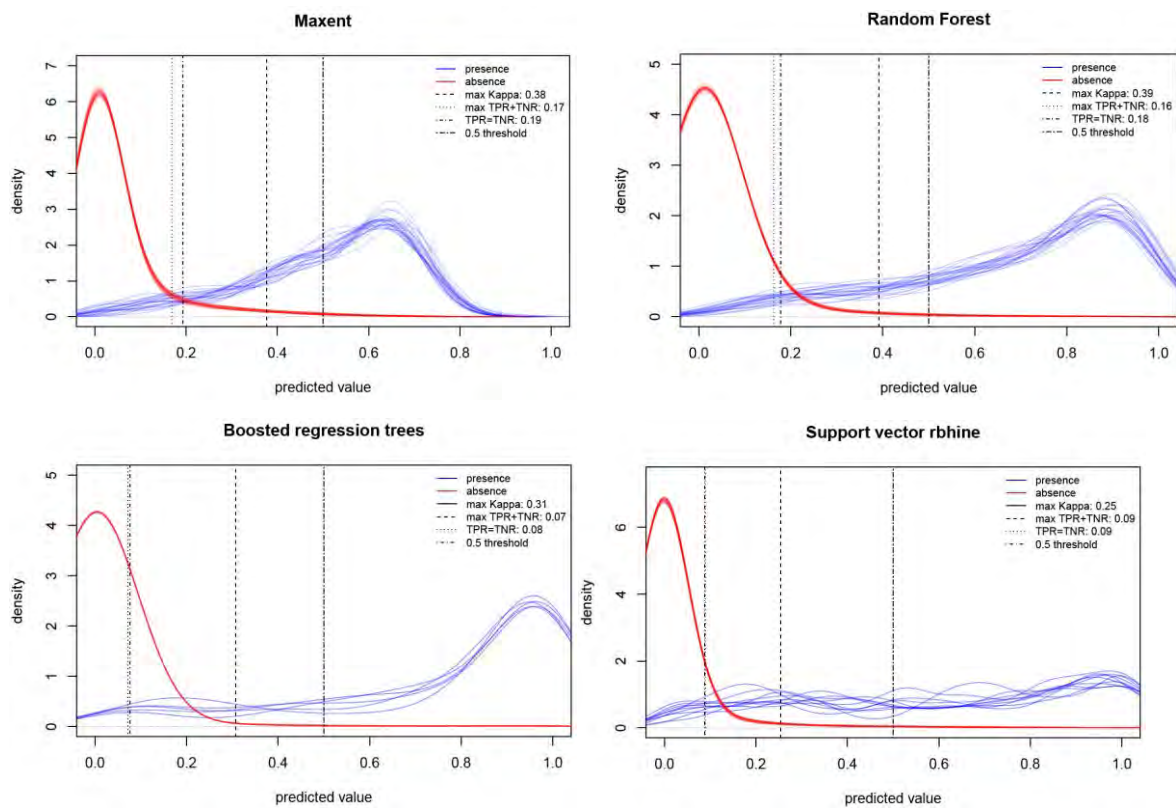 Maxent
density
7
6
5
4
3
2
1
0
presence
absence
max Kappa: 0.38
max TPR+TNR: 0.17
TPR=TNR: 0.19
0.5 threshold
0.0 0.2 0.4 0.6 0.8 1.0
predicted value
Random Forest
density
5
4
3
2
1
0
presence
absence
max Kappa: 0.39
max TPR+TNR: 0.16
TPR=TNR: 0.18
0.5 threshold
0.0 0.2 0.4 0.6 0.8 1.0
predicted value
Boosted regression trees
density
5
4
3
2
1
0
presence
absence
max Kappa: 0.31
max TPR+TNR: 0.07
TPR=TNR: 0.08
0.5 threshold
0.0 0.2 0.4 0.6 0.8 1.0
predicted value
Support vector rbhine
density
6
4
2
0
presence
absence
max Kappa: 0.25
max TPR+TNR: 0.09
TPR=TNR: 0.09
0.5 threshold
0.0 0.2 0.4 0.6 0.8 1.0
predicted value